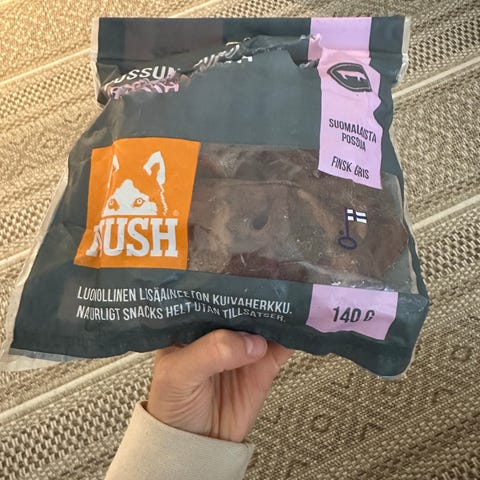 SUOMALAISTA
POSSUA
FINSK GRIS
MUSH
LUONNOLLINEN LISÄAINEETON KUIVAHERKKU.
NATURLIGT SNACKS HELT UTAN TILLSATSER.
140 G